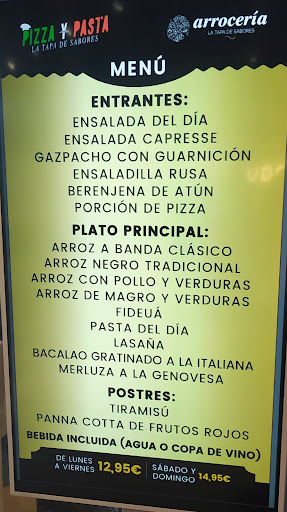 PIZZA Y PASTA
LA TAPA DE SABORES
arrocería
LA TAPA DE SABORES
MENÚ
ENTRANTES:
ENSALADA DEL DÍA
ENSALADA CAPRESSE
GAZPACHO CON GUARNICIÓN
ENSALADILLA RUSA
BERENJENA DE ATÚN
PORCIÓN DE PIZZA
PLATO PRINCIPAL:
ARROZ A BANDA CLÁSICO
ARROZ NEGRO TRADICIONAL
ARROZ CON POLLO Y VERDURAS
ARROZ DE MAGRO Y VERDURAS
FIDEUÁ
PASTA DEL DÍA
LASAÑA
BACALAO GRATINADO A LA ITALIANA
MERLUZA A LA GENOVESA
POSTRES:
TIRAMISÚ
PANNA COTTA DE FRUTOS ROJOS
BEBIDA INCLUIDA (AGUA O COPA DE VINO)
DE LUNES A VIERNES 12,95€
SÁBADO Y DOMINGO 14,95€